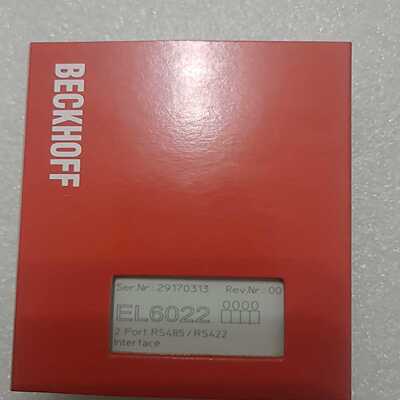 BECKHOFF
Ser.Nr: 29170313 Rev.Nr: 00
EL6022 0000
2 Port RS485/RS422
Interface